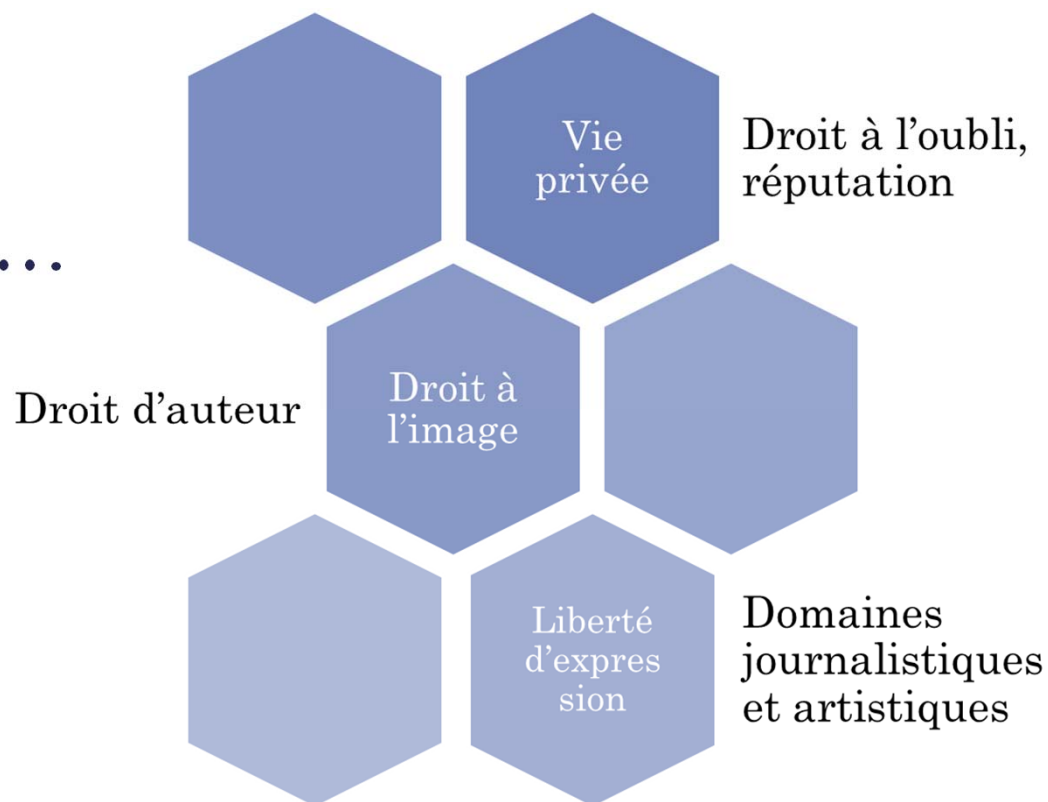 Vie
privée
Droit à l’oubli,
réputation
...
Droit d’auteur
Droit à
l’image
Liberté
d’expres
sion
Domaines
journalistiques
et artistiques